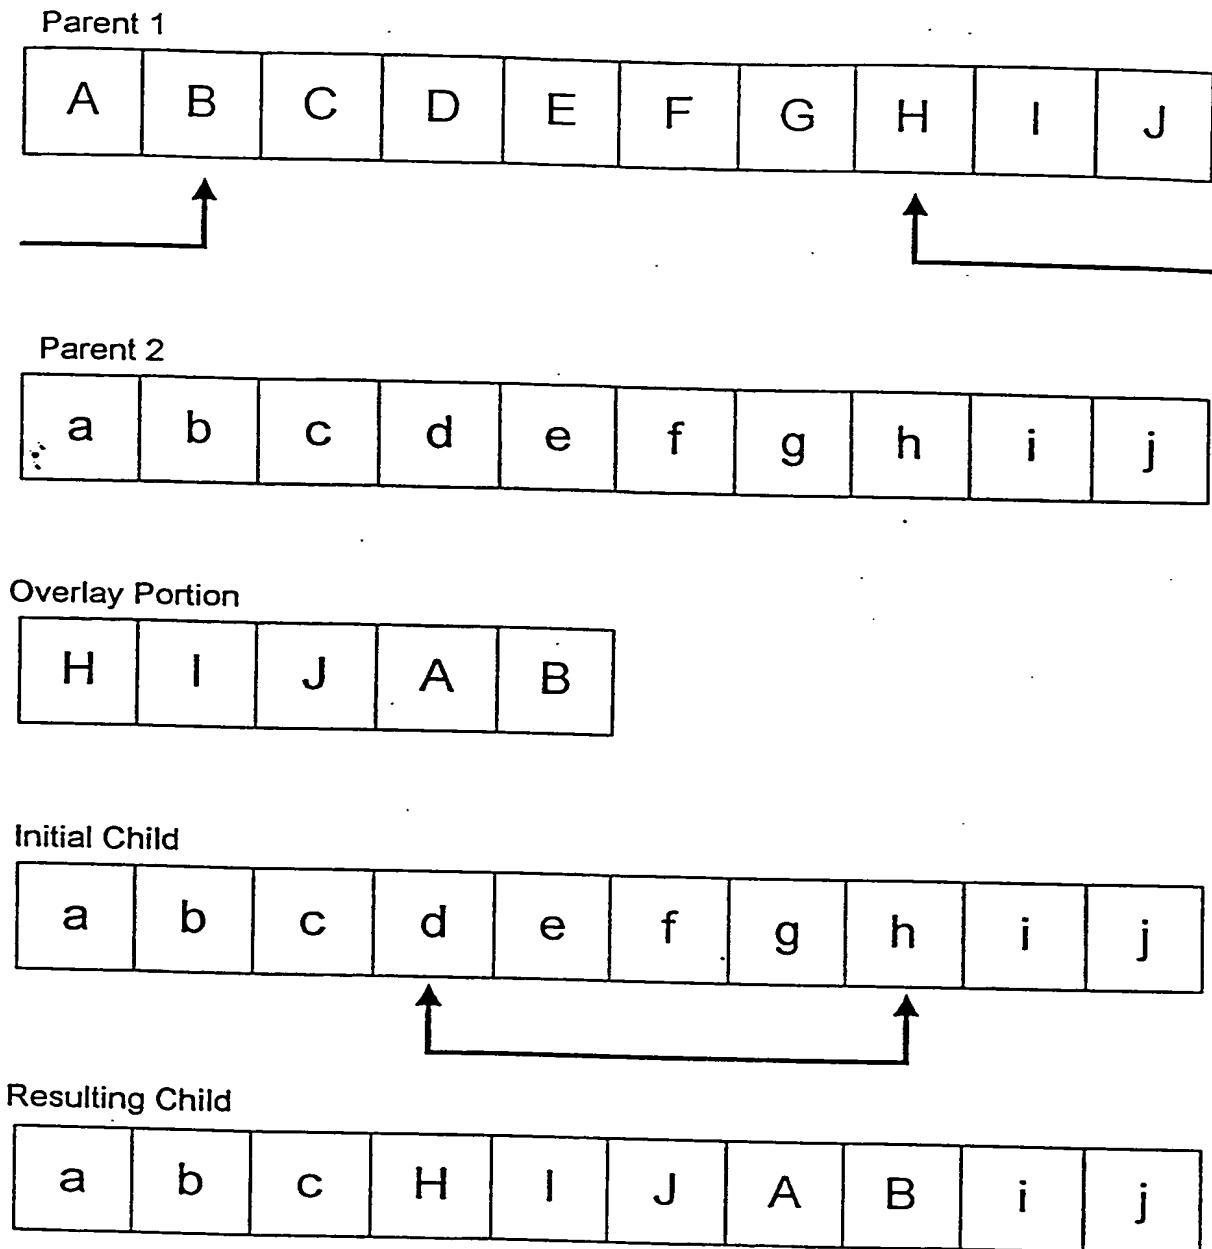 Parent 1
A B C D E F G H I J
Parent 2
a b c d e f g h i j
Overlay Portion
H I J A B
Initial Child
a b c d e f g h i j
Resulting Child
a b c H I J A B i j